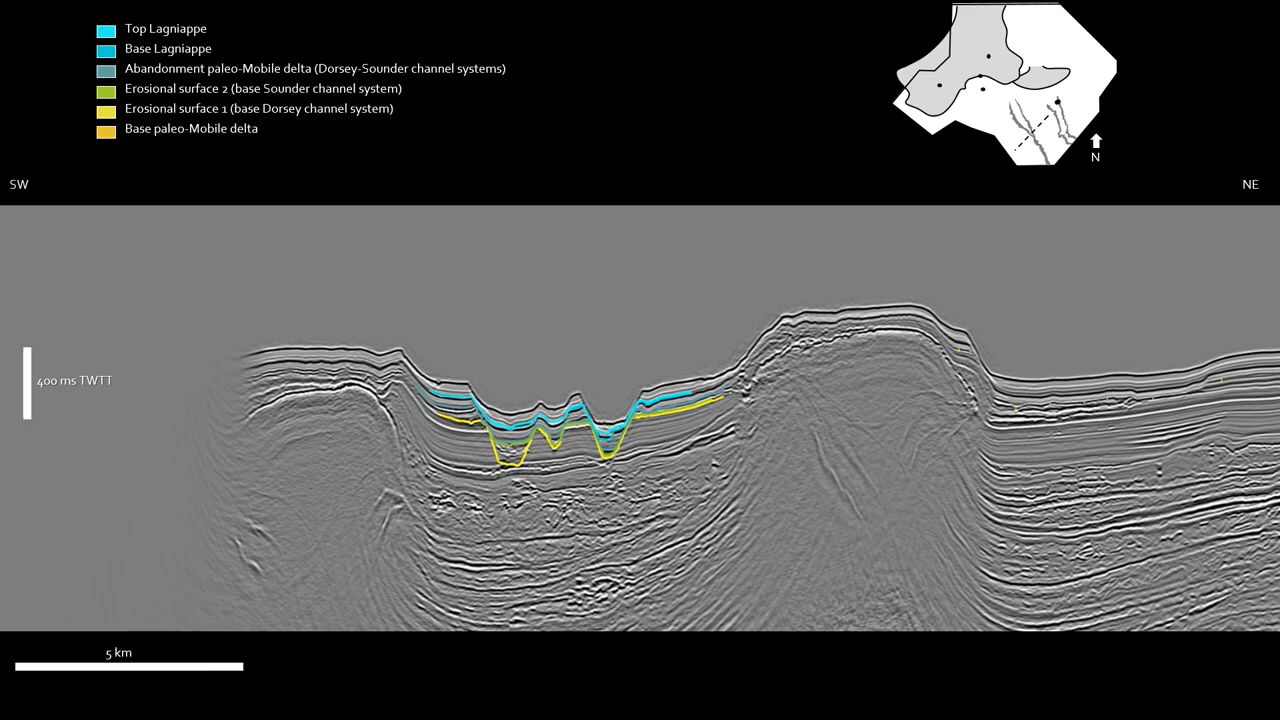 Top Lagniappe
Base Lagniappe
Abandonment paleo-Mobile delta (Dorsey-Sounder channel systems)
Erosional surface 2 (base Sounder channel system)
Erosional surface 1 (base Dorsey channel system)
Base paleo-Mobile delta
N
SW
NE
400 ms TWTT
5 km